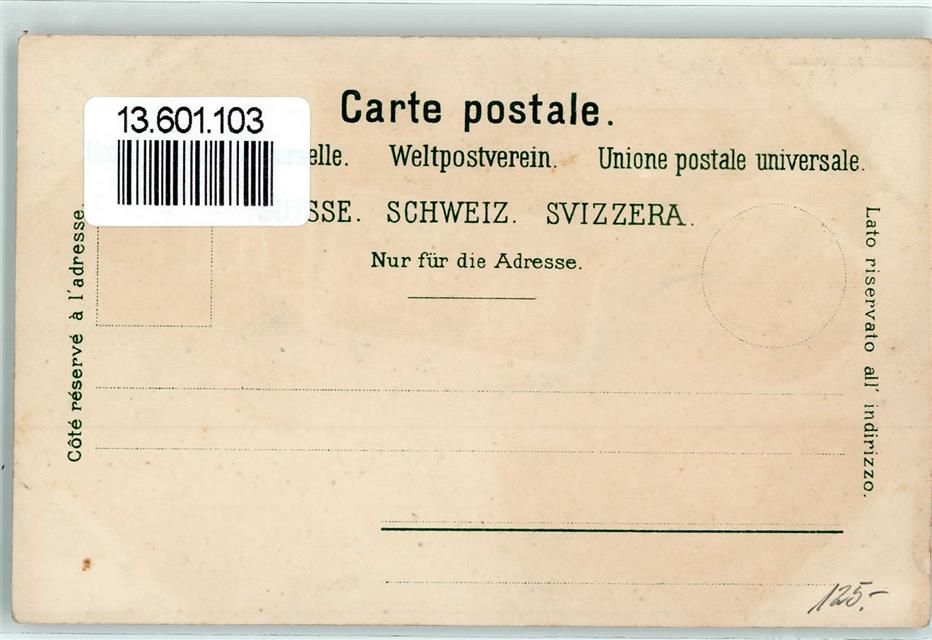 13.601.103
Carte postale.
elle. Weltpostverein. Unione postale universale.
SSE. SCHWEIZ. SVIZZERA.
Nur für die Adresse.
Côté réservé à l'adresse.
Lato riservato all' indirizzo.
125.-